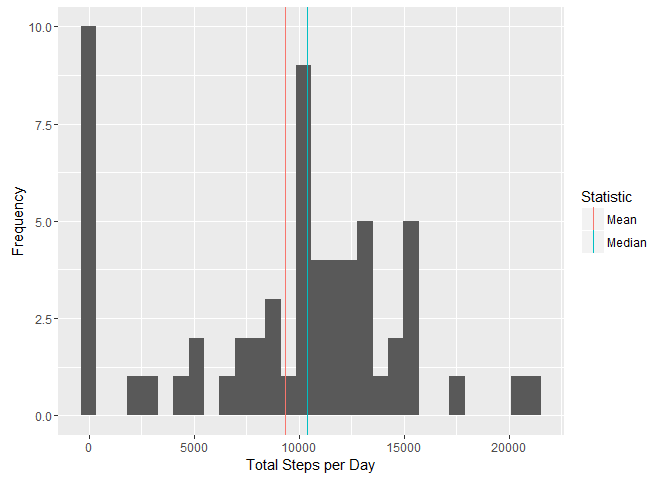 10.0
7.5
5.0
2.5
0.0
Frequency
0 5000 10000 15000 20000
Total Steps per Day
Statistic
Mean
Median